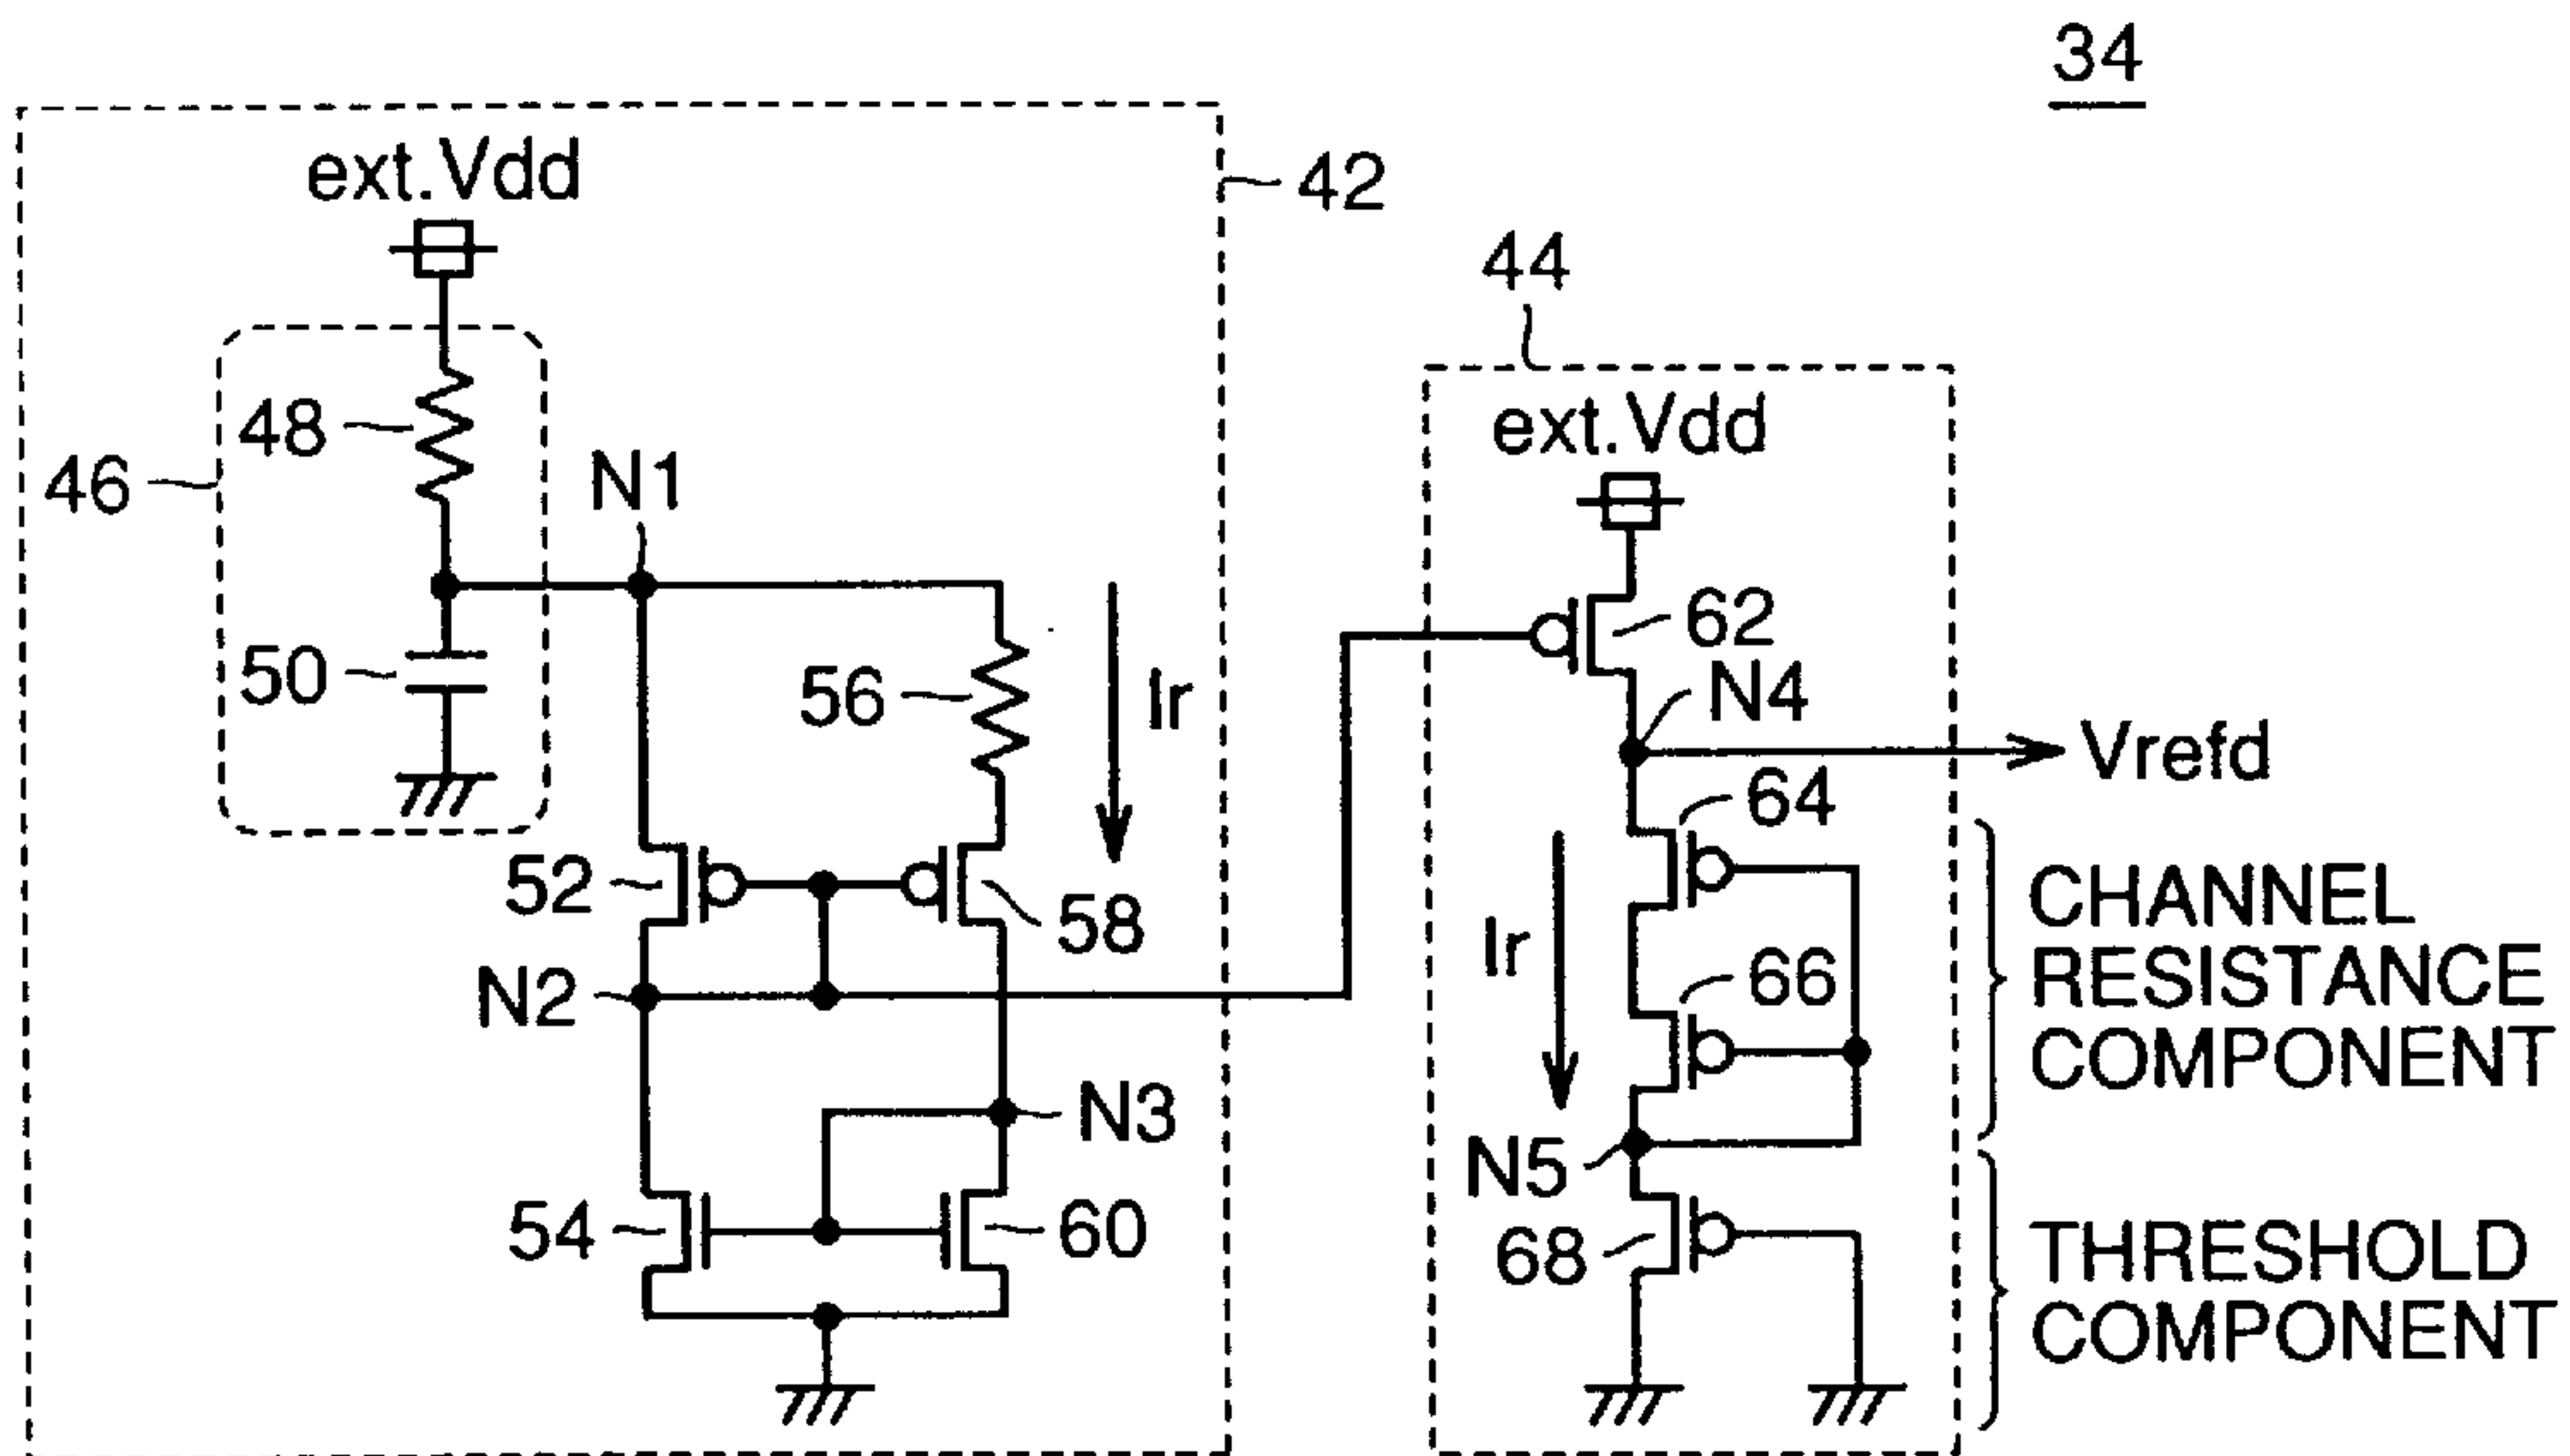 34
ext.Vdd
42
44
ext.Vdd
48
46
N1
62
50
56
Ir
N4
Vrefd
64
52
58
CHANNEL
RESISTANCE
COMPONENT
Ir
66
N2
N3
N5
54
60
68
THRESHOLD
COMPONENT